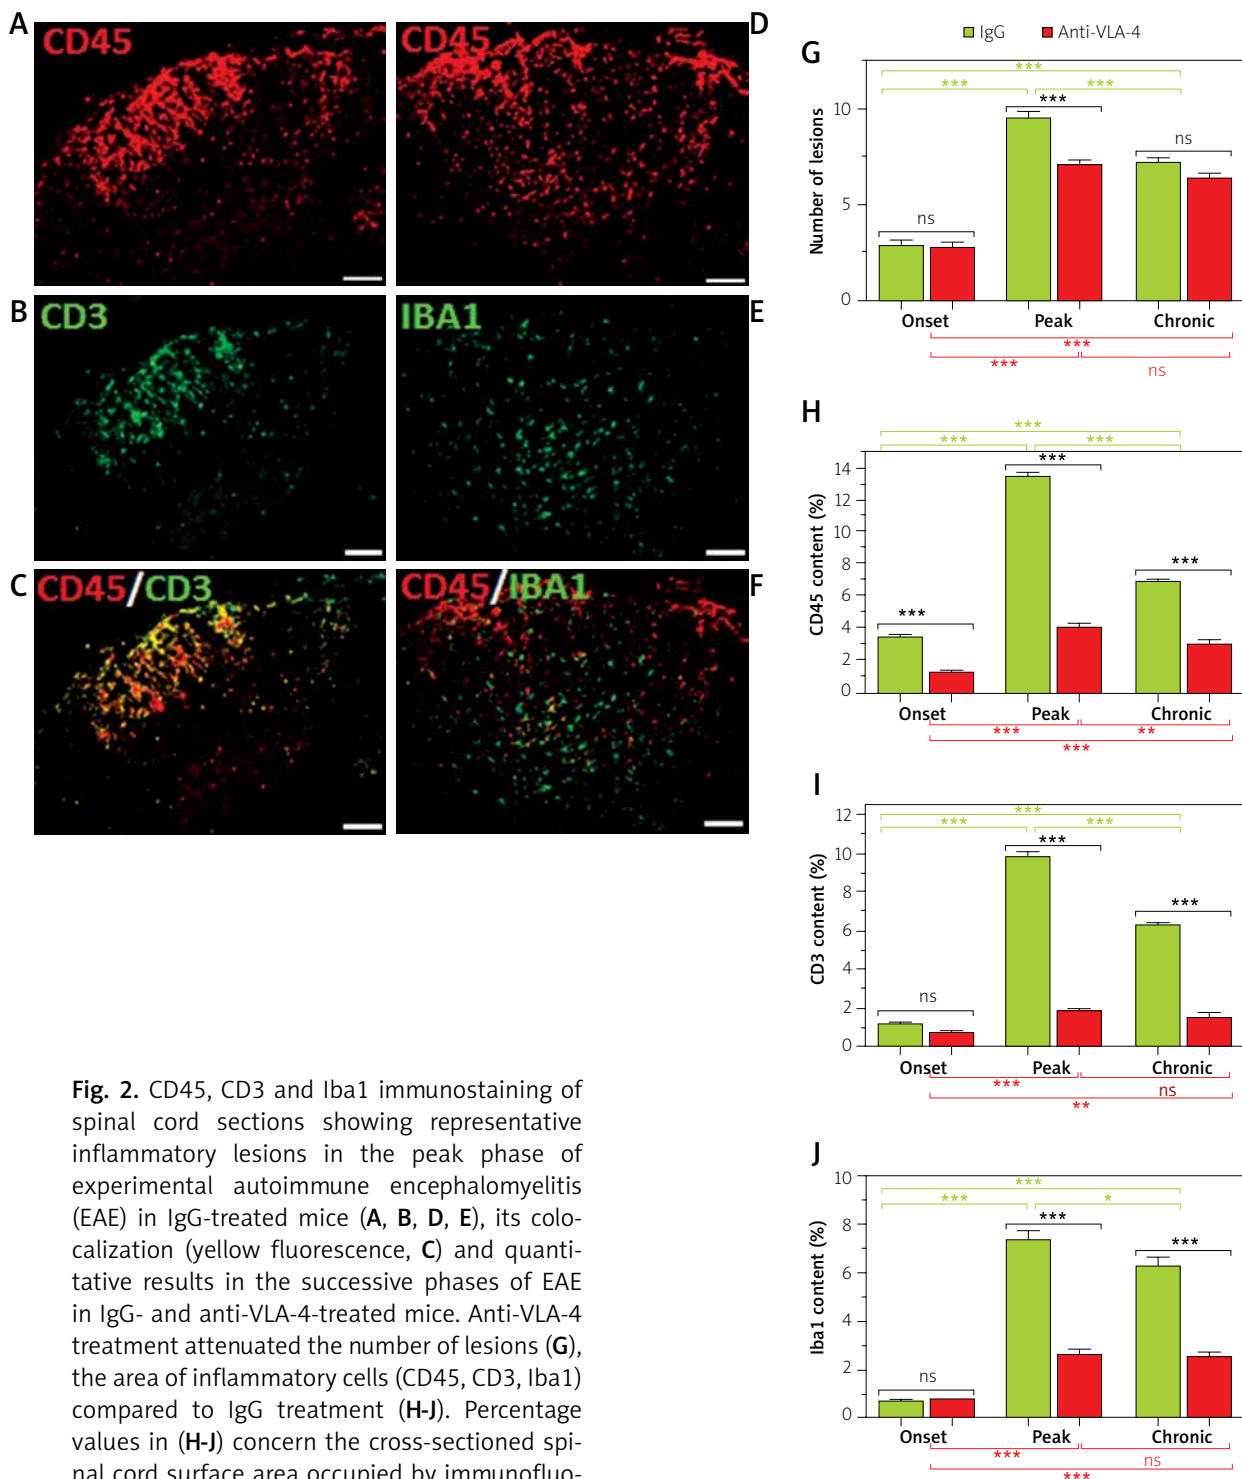 A
CD45
CD45
D
B
CD3
IBA1
E
C
CD45/CD3
CD45/IBA1
F
IgG
Anti-VLA-4
G
***
***
***
***
ns
ns
Number of lesions
10
5
0
Onset
Peak
Chronic
***
***
ns
H
***
***
***
***
***
***
CD45 content (%)
14
12
10
8
6
4
2
0
Onset
Peak
Chronic
***
**
***
I
***
***
***
***
***
ns
CD3 content (%)
12
10
8
6
4
2
0
Onset
Peak
Chronic
***
ns
**
J
***
***
*
***
***
ns
Iba1 content (%)
10
8
6
4
2
0
Onset
Peak
Chronic
***
ns
***
Fig. 2. CD45, CD3 and Iba1 immunostaining of
spinal cord sections showing representative
inflammatory lesions in the peak phase of
experimental autoimmune encephalomyelitis
(EAE) in IgG-treated mice (A, B, D, E), its colo-
calization (yellow fluorescence, C) and quanti-
tative results in the successive phases of EAE
in IgG- and anti-VLA-4-treated mice. Anti-VLA-4
treatment attenuated the number of lesions (G),
the area of inflammatory cells (CD45, CD3, Iba1)
compared to IgG treatment (H-J). Percentage
values in (H-J) concern the cross-sectioned spi-
nal cord surface area occupied by immunofluo-